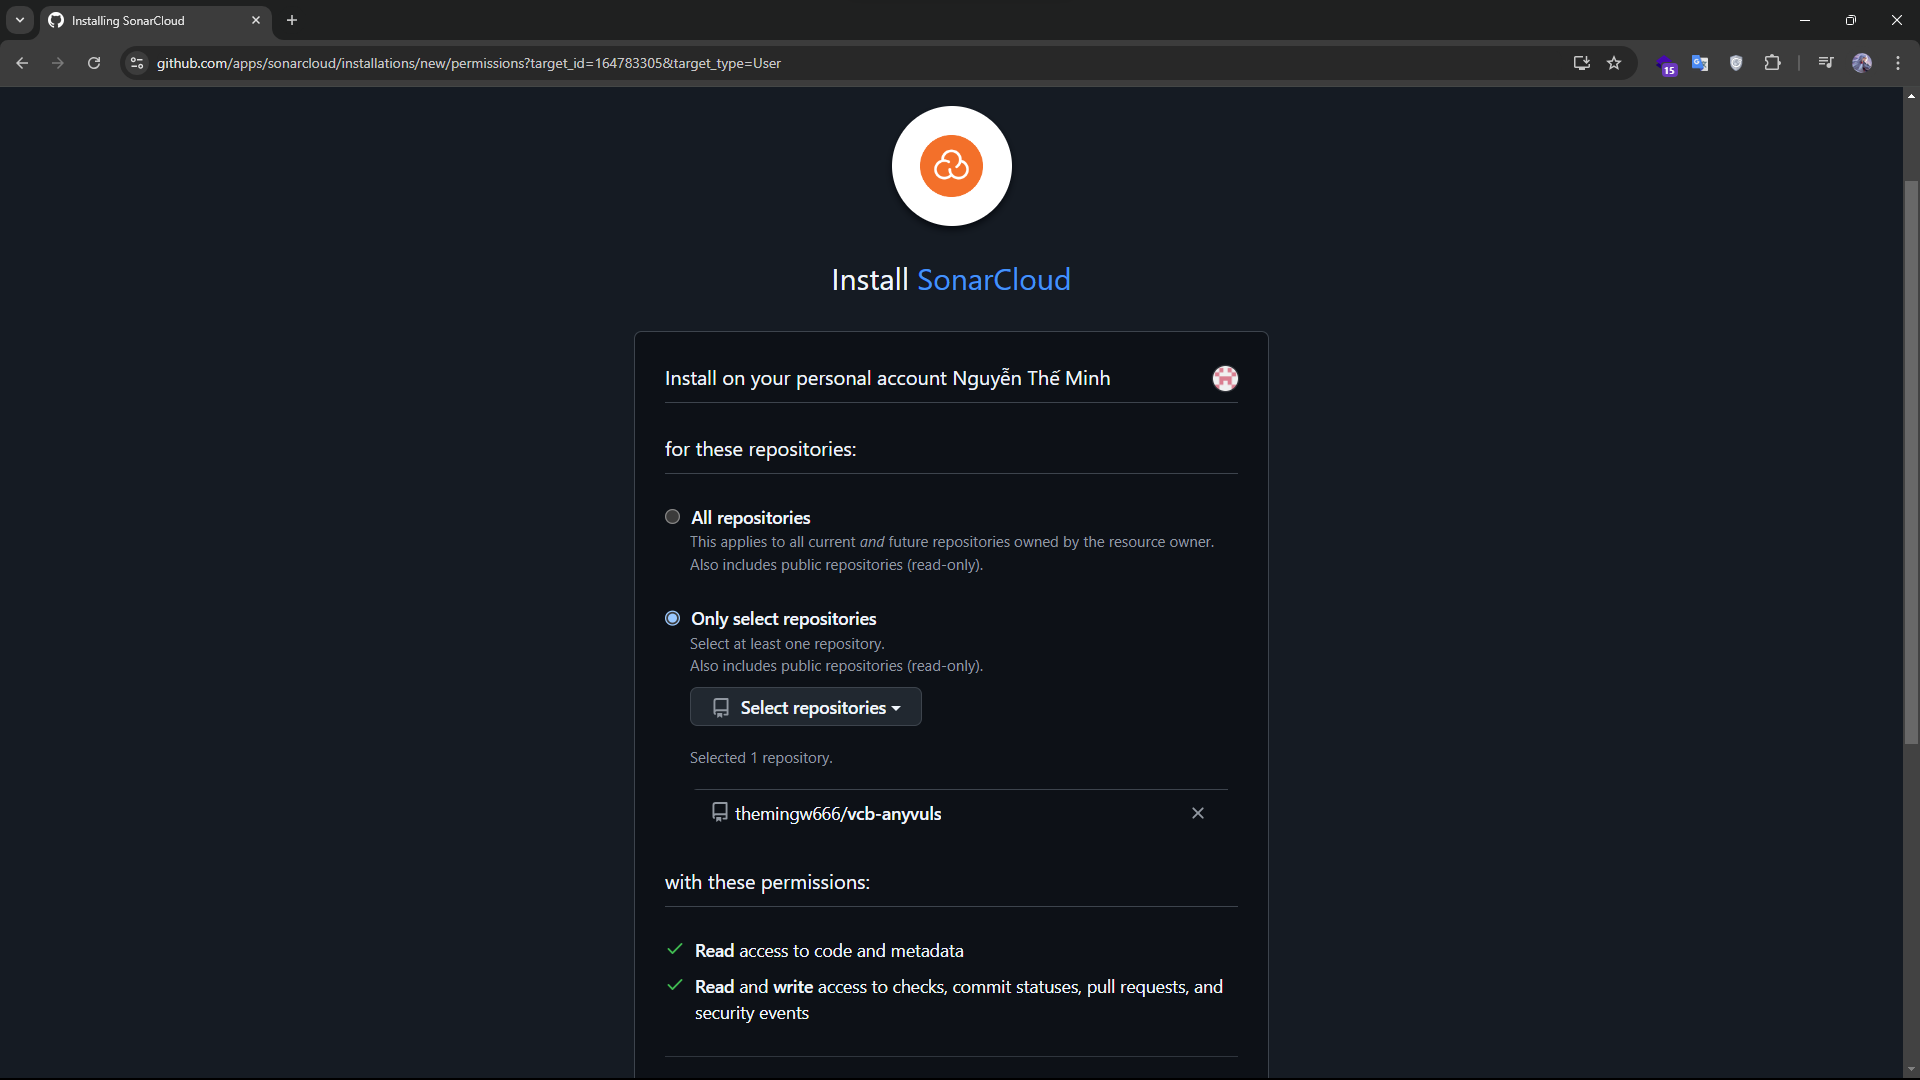 Installing SonarCloud
github.com/apps/sonarcloud/installations/new/permissions?target_id=164783305&target_type=User
15
Install SonarCloud
Install on your personal account Nguyễn Thế Minh
for these repositories:
All repositories
This applies to all current and future repositories owned by the resource owner.
Also includes public repositories (read-only).
Only select repositories
Select at least one repository.
Also includes public repositories (read-only).
Select repositories
Selected 1 repository.
themingw666/vcb-anyvuls
with these permissions:
Read access to code and metadata
Read and write access to checks, commit statuses, pull requests, and
security events